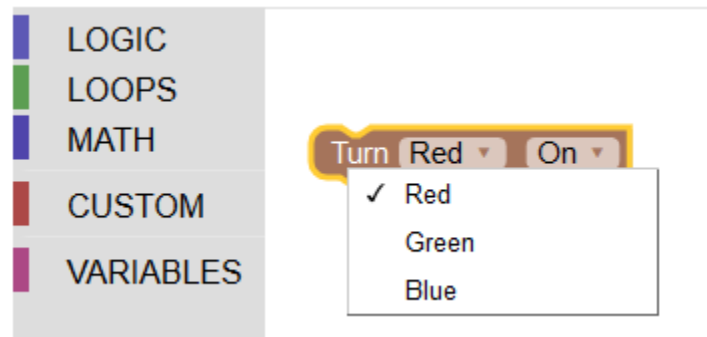 LOGIC
LOOPS
MATH
CUSTOM
VARIABLES
Turn Red On
Red
Green
Blue